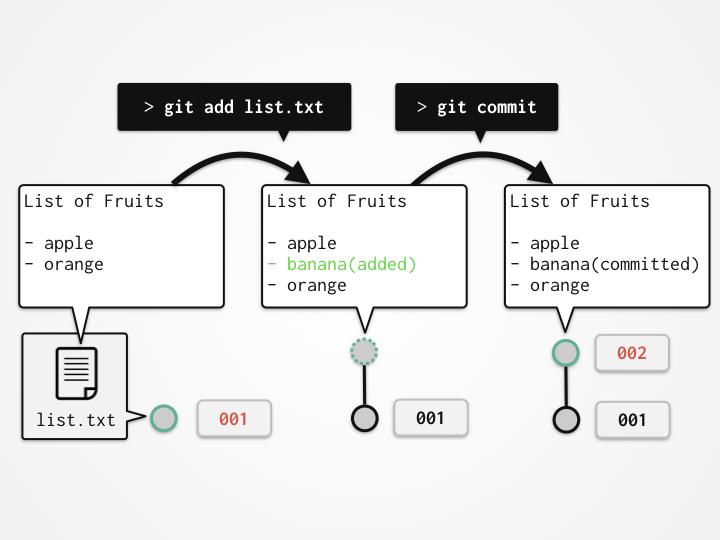 > git add list.txt
> git commit
List of Fruits
- apple
- orange
List of Fruits
- apple
- banana(added)
- orange
List of Fruits
- apple
- banana(committed)
- orange
list.txt
001
001
002
001